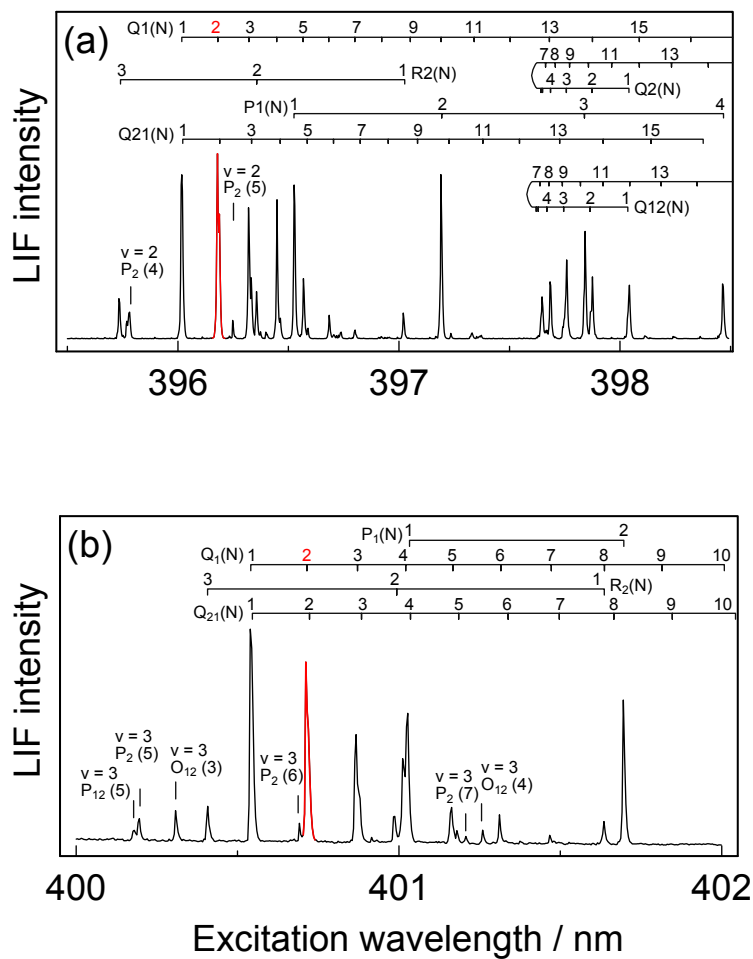 (a)
Q1(N) 1 2 3 5 7 9 11 13 15
7 8 9 11 13
4 3 2 1 Q2(N)
3 2 1 R2(N)
P1(N) 1 2 3 4
Q21(N) 1 3 5 7 9 11 13 15
7 8 9 11 13
4 3 2 1
Q12(N)
v = 2
P2 (5)
v = 2
P2 (4)
LIF intensity
396 397 398
(b)
P1(N) 1 2
Q1(N) 1 2 3 4 5 6 7 8 9 10
3 2 1 R2(N)
Q21(N) 1 2 3 4 5 6 7 8 9 10
v = 3
P12 (5)
v = 3
P2 (5)
v = 3
O12 (3)
v = 3
P2 (6)
v = 3
P2 (7)
v = 3
O12 (4)
LIF intensity
400 401 402
Excitation wavelength / nm